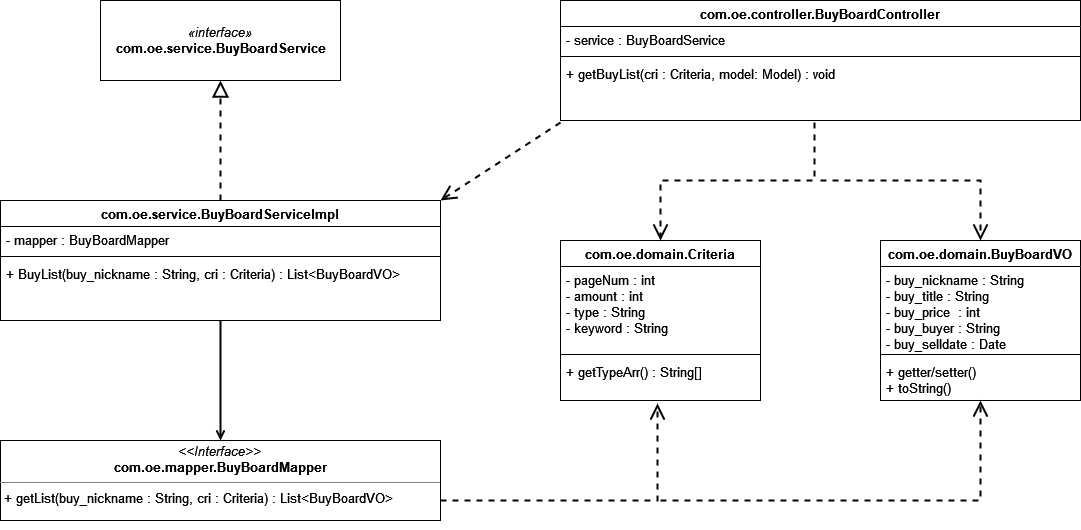 «interface»
com.oe.service.BuyBoardService
com.oe.controller.BuyBoardController
- service : BuyBoardService
+ getBuyList(cri : Criteria, model: Model) : void
com.oe.service.BuyBoardServiceImpl
- mapper : BuyBoardMapper
+ BuyList(buy_nickname : String, cri : Criteria) : List<BuyBoardVO>
com.oe.domain.Criteria
- pageNum : int
- amount : int
- type : String
- keyword : String
+ getTypeArr() : String[]
com.oe.domain.BuyBoardVO
- buy_nickname : String
- buy_title : String
- buy_price  : int
- buy_buyer : String
- buy_selldate : Date
+ getter/setter()
+ toString()
<<Interface>>
com.oe.mapper.BuyBoardMapper
+ getList(buy_nickname : String, cri : Criteria) : List<BuyBoardVO>